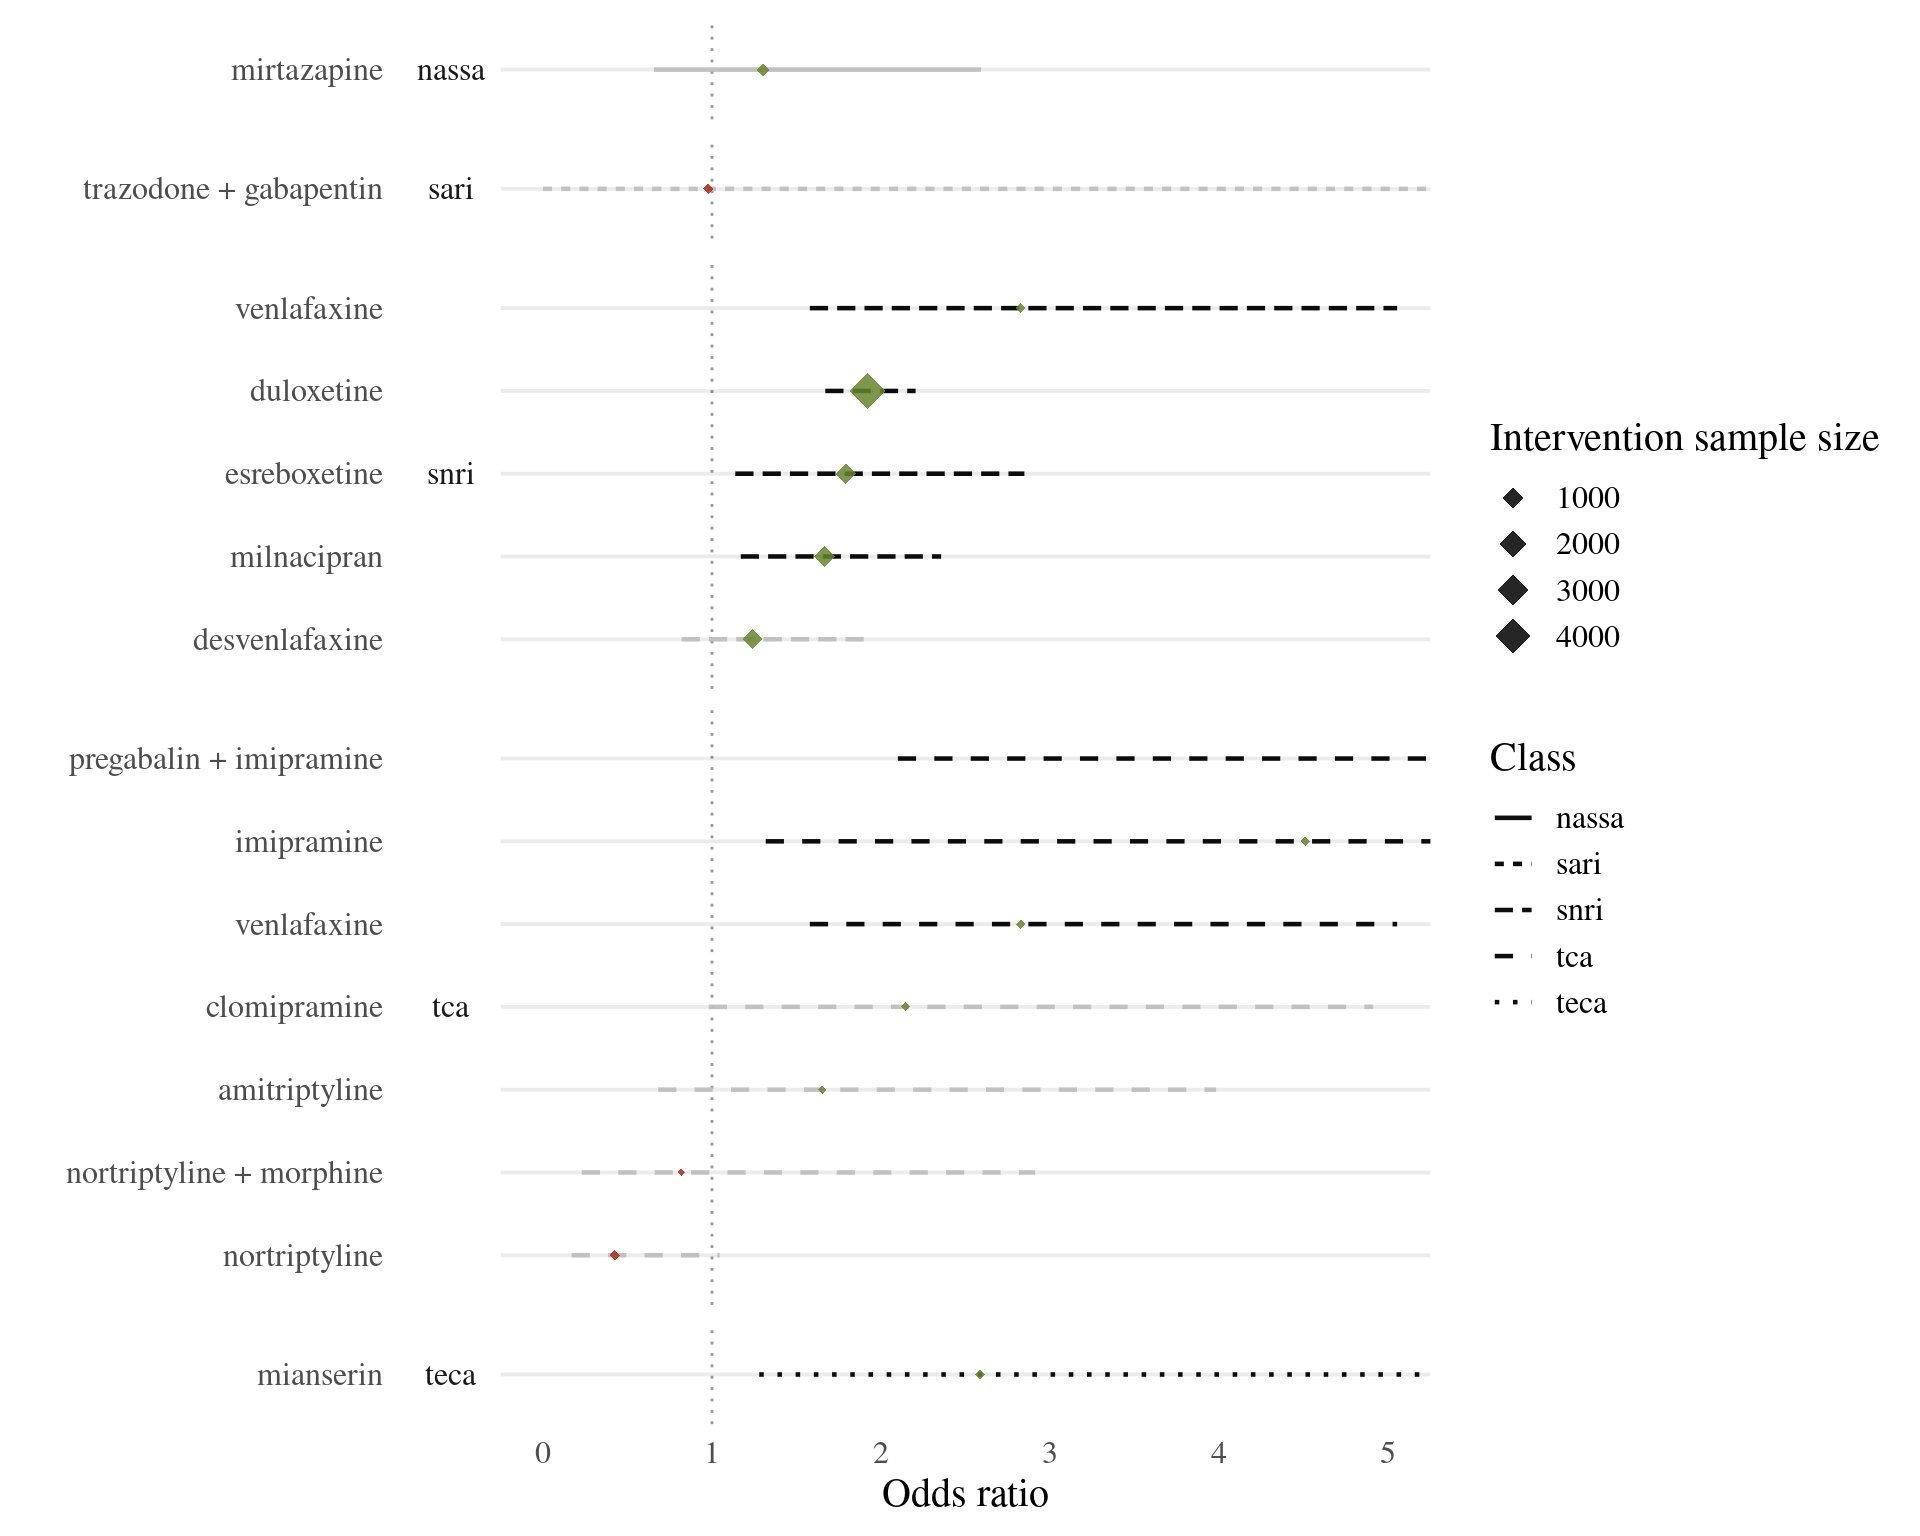 mirtazapine nassa
trazodone + gabapentin sari
venlafaxine
duloxetine
esreboxetine snri
milnacipran
desvenlafaxine
pregabalin + imipramine
imipramine
venlafaxine
clomipramine tca
amitriptyline
nortriptyline + morphine
nortriptyline
mianserin teca
0 1 2 3 4 5
Odds ratio
Intervention sample size
1000
2000
3000
4000
Class
nassa
sari
snri
tca
teca